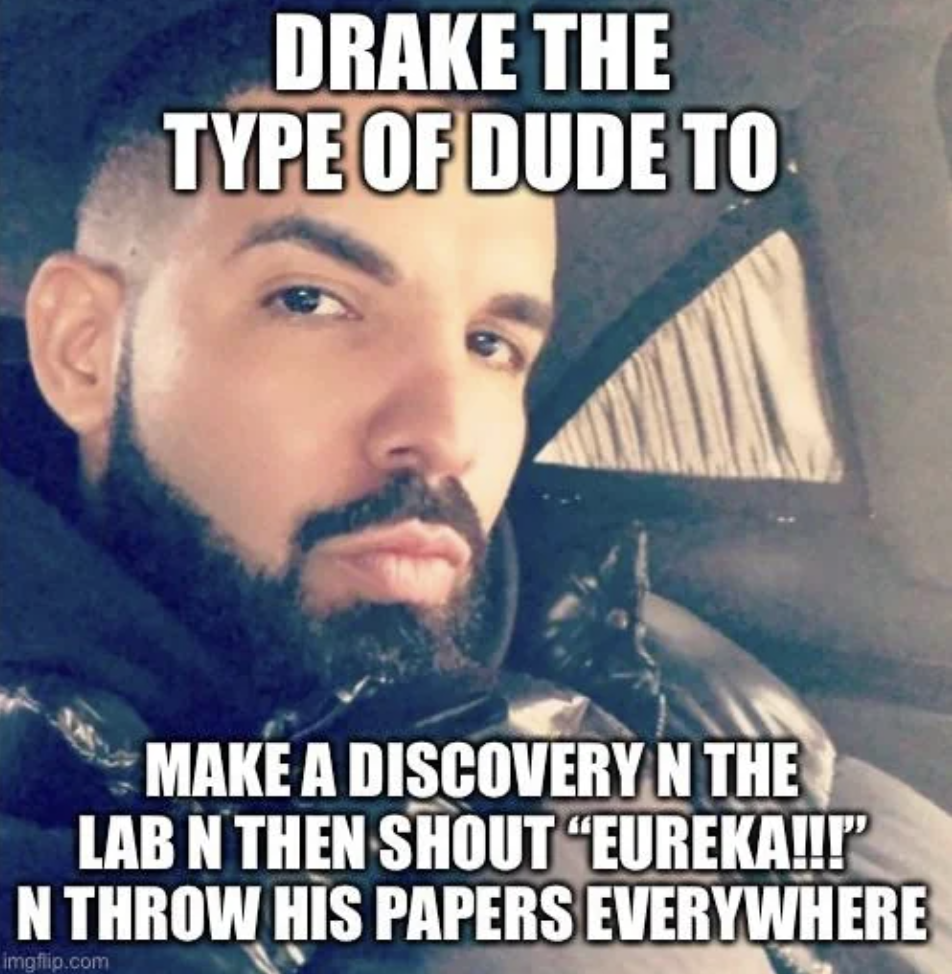 DRAKE THE
TYPE OF DUDE TO
MAKE A DISCOVERY N THE
LAB N THEN SHOUT “EUREKA!!!”
N THROW HIS PAPERS EVERYWHERE
imgflip.com